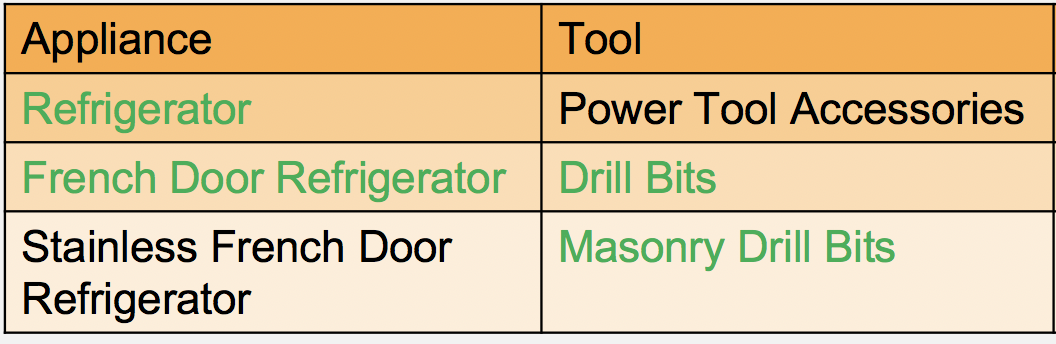 Appliance
Tool
Refrigerator
Power Tool Accessories
French Door Refrigerator
Drill Bits
Stainless French Door
Refrigerator
Masonry Drill Bits